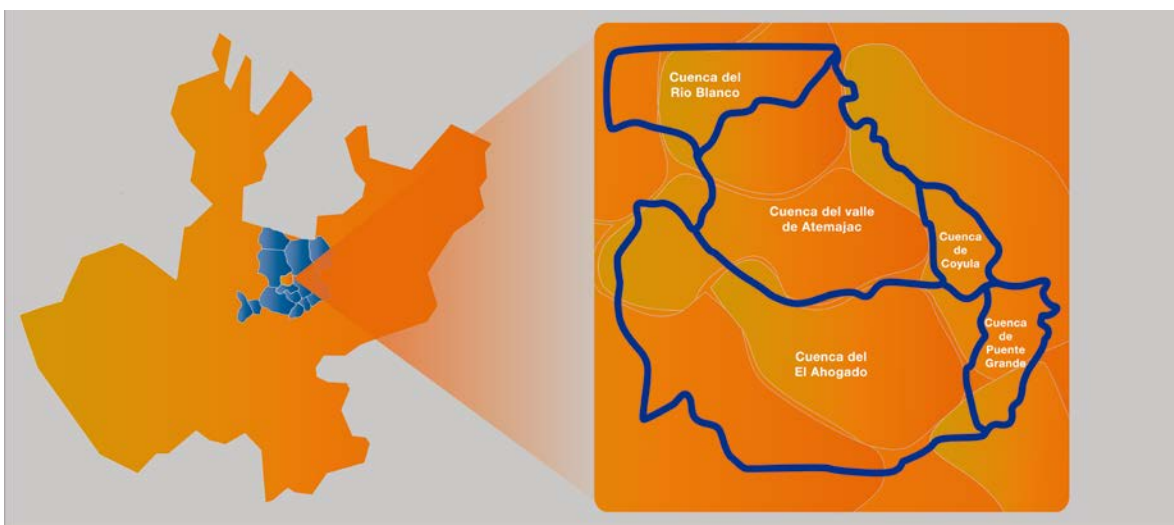 Cuenca del
Rio Blanco
Cuenca del valle
de Atemajac
Cuenca
de
Coyula
Cuenca
de
Puente
Grande
Cuenca del
El Ahogado